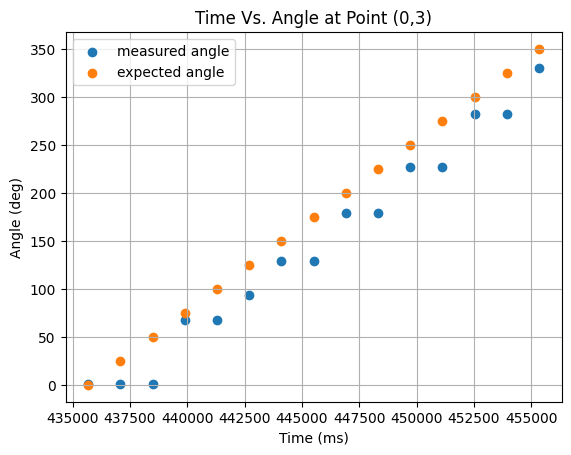 Time Vs. Angle at Point (0,3)
measured angle
expected angle
350
300
250
200
150
100
50
0
Angle (deg)
435000 437500 440000 442500 445000 447500 450000 452500 455000
Time (ms)